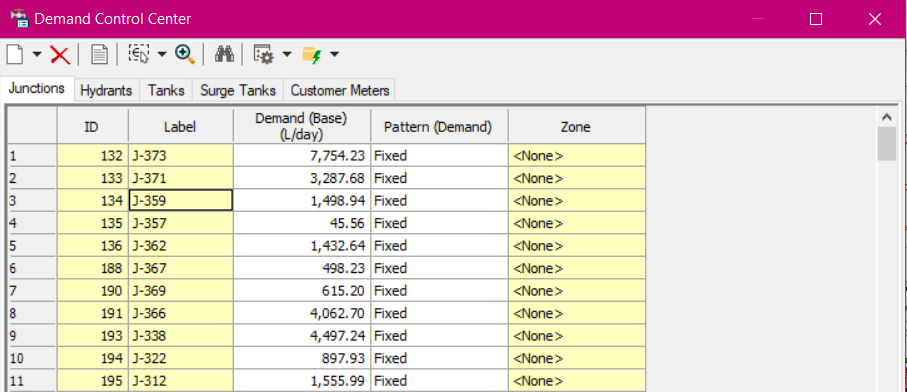 Demand Control Center
Junctions Hydrants Tanks Surge Tanks Customer Meters
ID Label Demand (Base) (L/day) Pattern (Demand) Zone
1 132 J-373 7,754.23 Fixed <None>
2 133 J-371 3,287.68 Fixed <None>
3 134 J-359 1,498.94 Fixed <None>
4 135 J-357 45.56 Fixed <None>
5 136 J-362 1,432.64 Fixed <None>
6 188 J-367 498.23 Fixed <None>
7 190 J-369 615.20 Fixed <None>
8 191 J-366 4,062.70 Fixed <None>
9 193 J-338 4,497.24 Fixed <None>
10 194 J-322 897.93 Fixed <None>
11 195 J-312 1,555.99 Fixed <None>